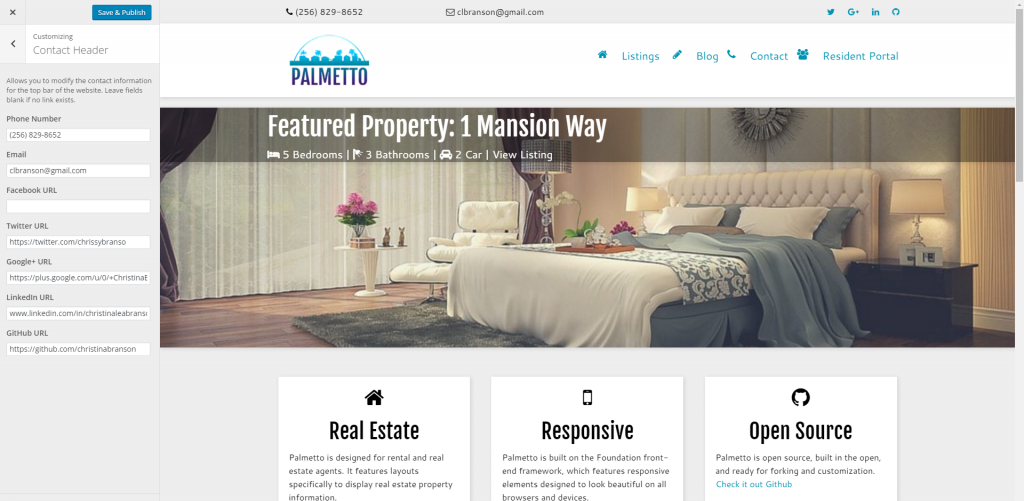 Save & Publish
Customizing
Contact Header
Allows you to modify the contact information
for the top bar of the website. Leave fields
blank if no link exists.
Phone Number
(256) 829-8652
Email
clbranson@gmail.com
Facebook URL
Twitter URL
https://twitter.com/chrissybranso
Google+ URL
https://plus.google.com/u/0/+ChristinaB
LinkedIn URL
www.linkedin.com/in/christinaleabranso
GitHub URL
https://github.com/christinabranson
(256) 829-8652
clbranson@gmail.com
PALMETTO
Listings
Blog
Contact
Resident Portal
Featured Property: 1 Mansion Way
5 Bedrooms | 3 Bathrooms | 2 Car | View Listing
Real Estate
Palmetto is designed for rental and real
estate agents. It features layouts
specifically to display real estate property
information.
Responsive
Palmetto is built on the Foundation front-
end framework, which features responsive
elements designed to look beautiful on all
browsers and devices.
Open Source
Palmetto is open source, built in the open,
and ready for forking and customization.
Check it out Github